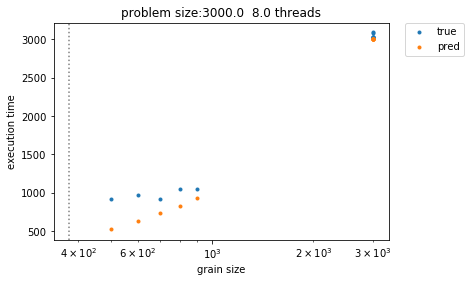 problem size:3000.0 8.0 threads
execution time
3000
2500
2000
1500
1000
500
4 × 10²
6 × 10²
10³
2 × 10³
3 × 10³
grain size
true
pred